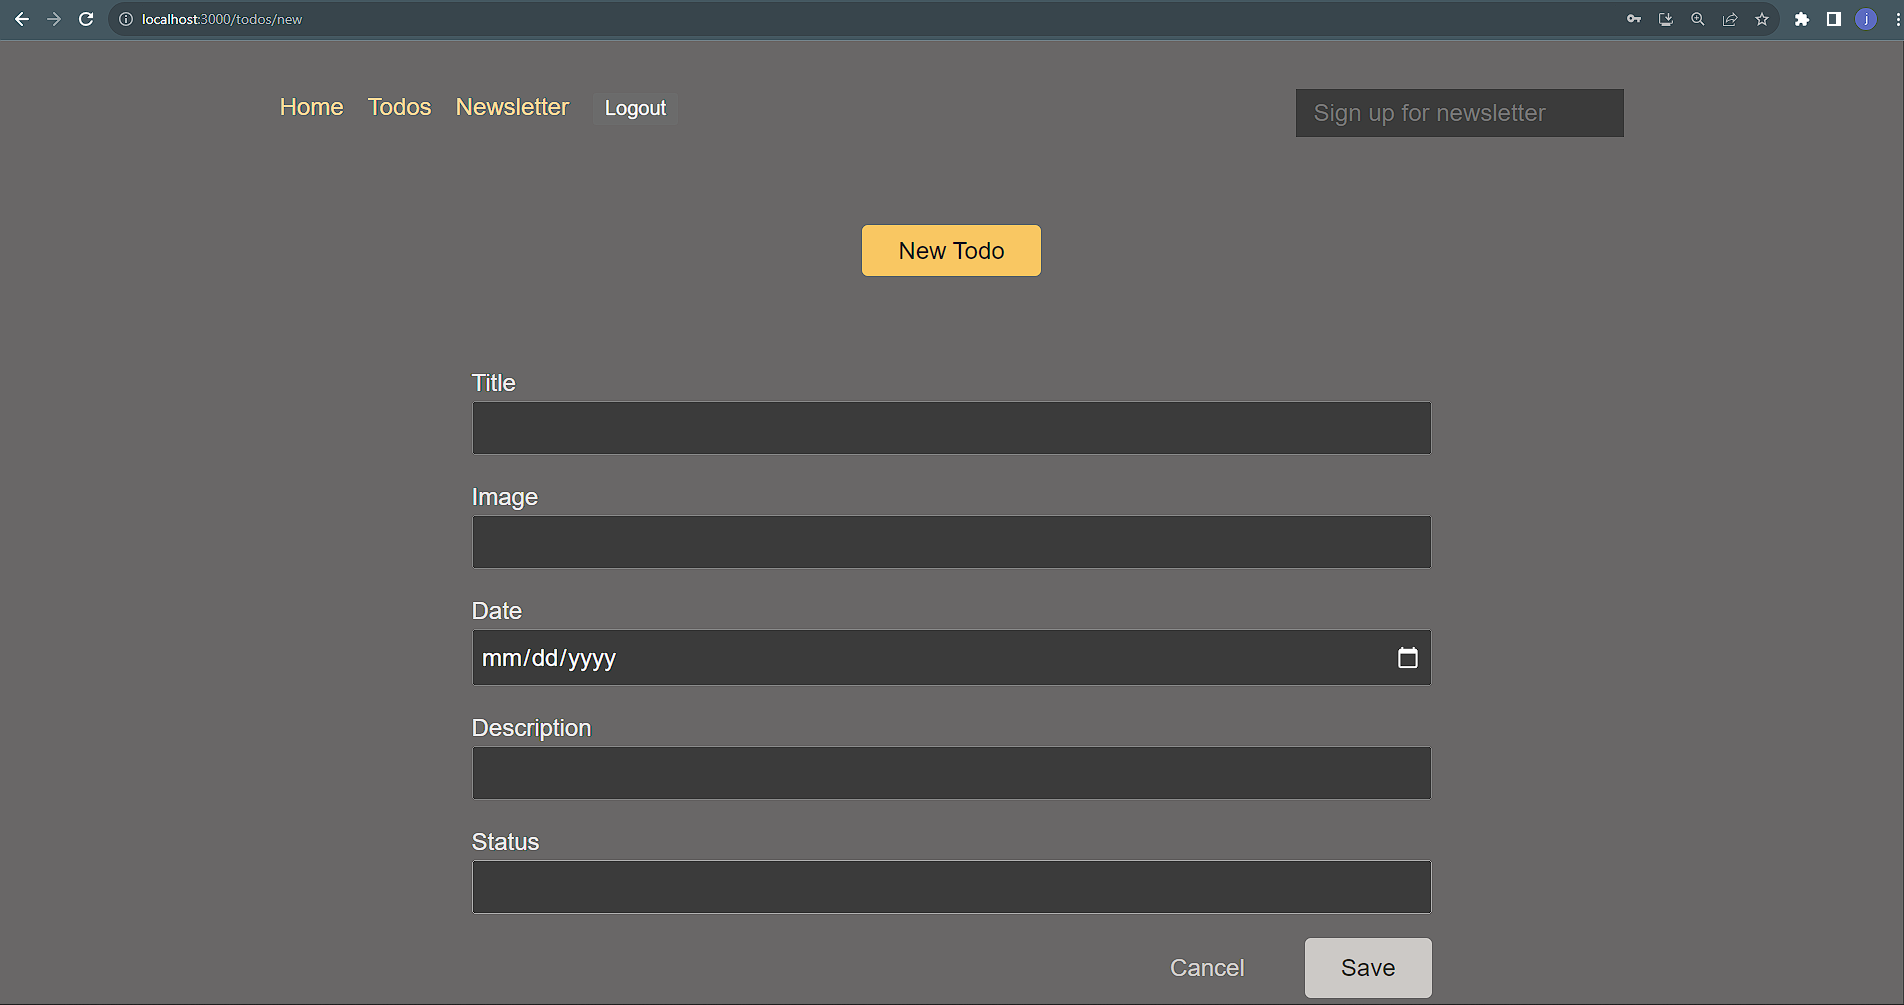 localhost:3000/todos/new
j
Home Todos Newsletter Logout
Sign up for newsletter
New Todo
Title
Image
Date
mm/dd/yyyy
Description
Status
Cancel Save